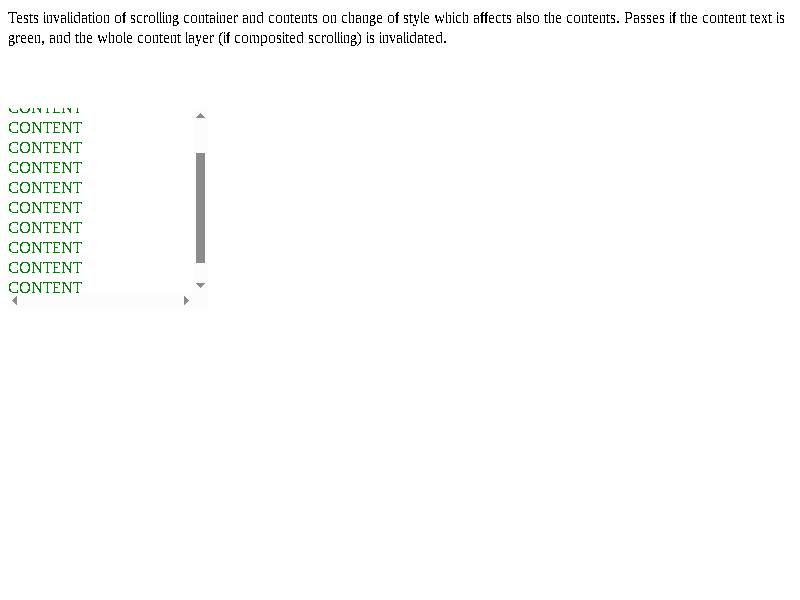 Tests invalidation of scrolling container and contents on change of style which affects also the contents. Passes if the content text is
green, and the whole content layer (if composited scrolling) is invalidated.
CONTENT
CONTENT
CONTENT
CONTENT
CONTENT
CONTENT
CONTENT
CONTENT
CONTENT
CONTENT